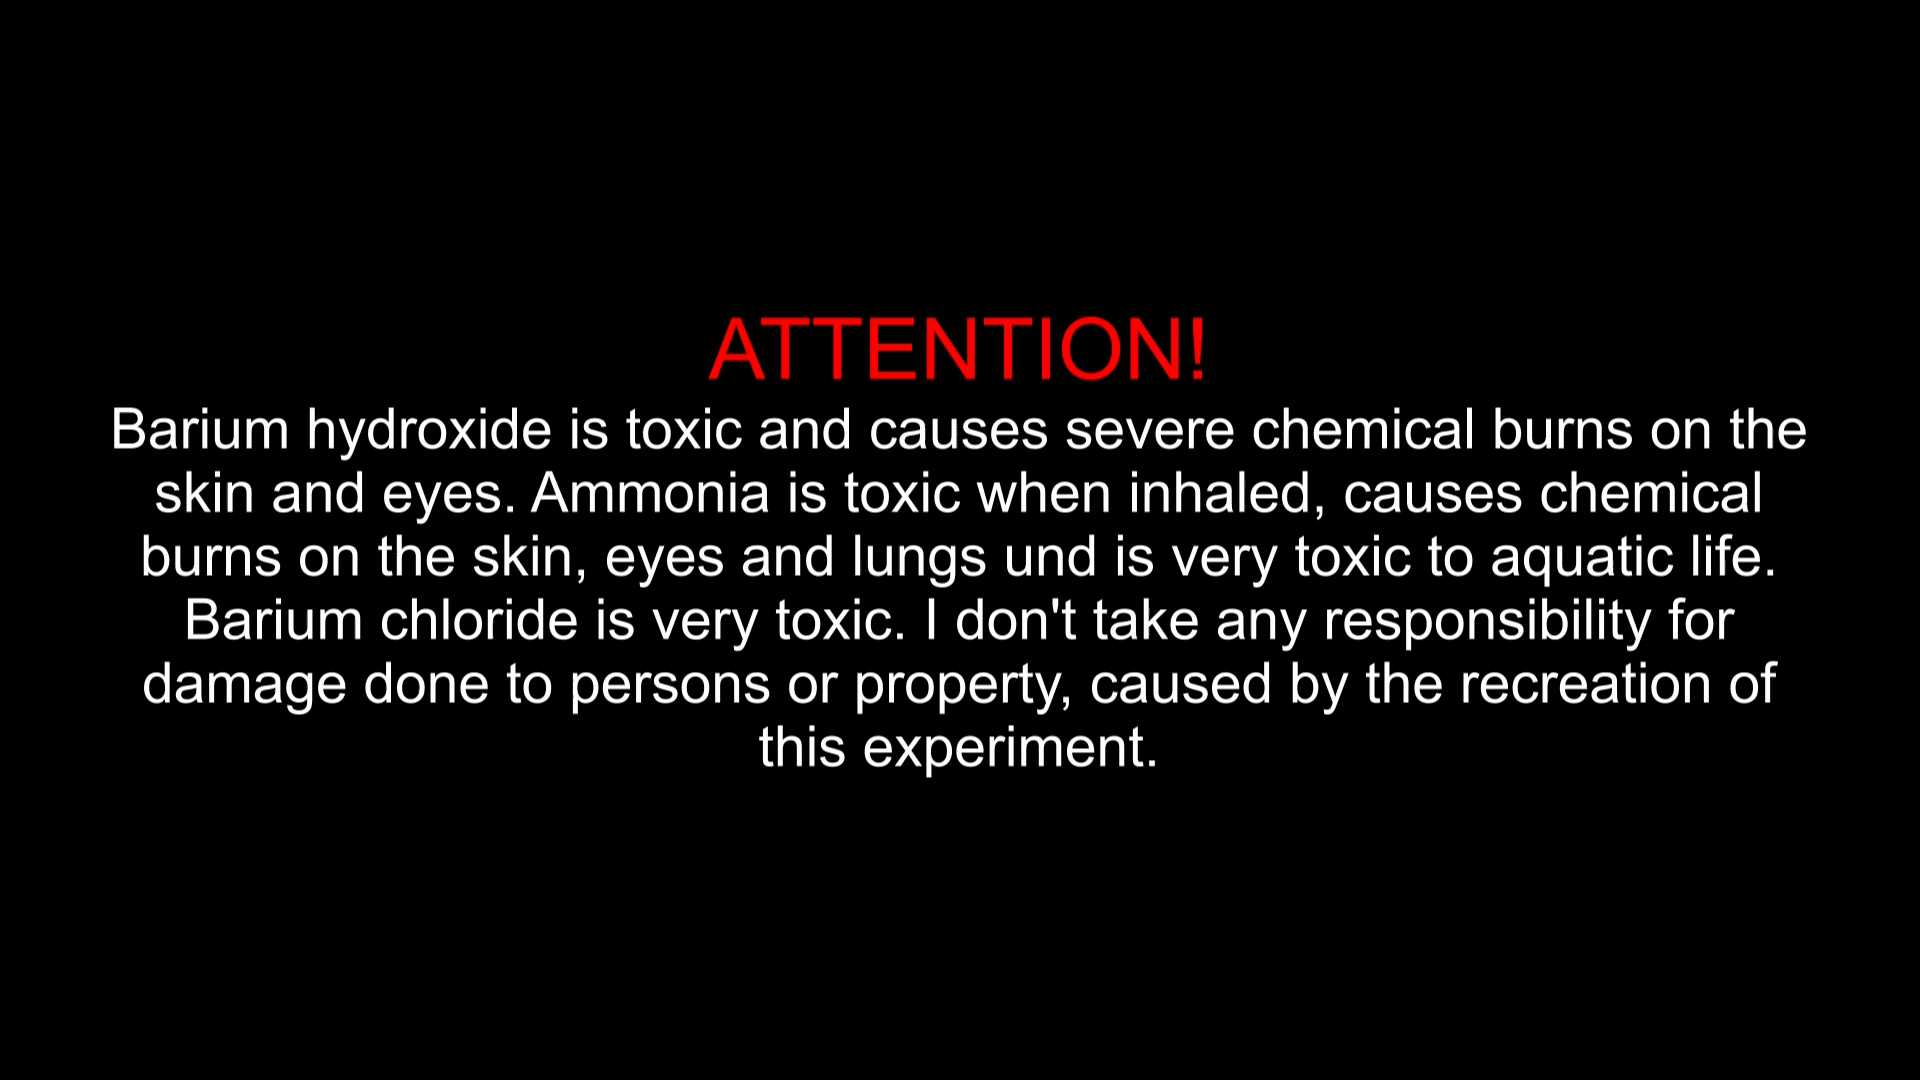 ATTENTION!
Barium hydroxide is toxic and causes severe chemical burns on the
skin and eyes. Ammonia is toxic when inhaled, causes chemical
burns on the skin, eyes and lungs und is very toxic to aquatic life.
Barium chloride is very toxic. I don't take any responsibility for
damage done to persons or property, caused by the recreation of
this experiment.